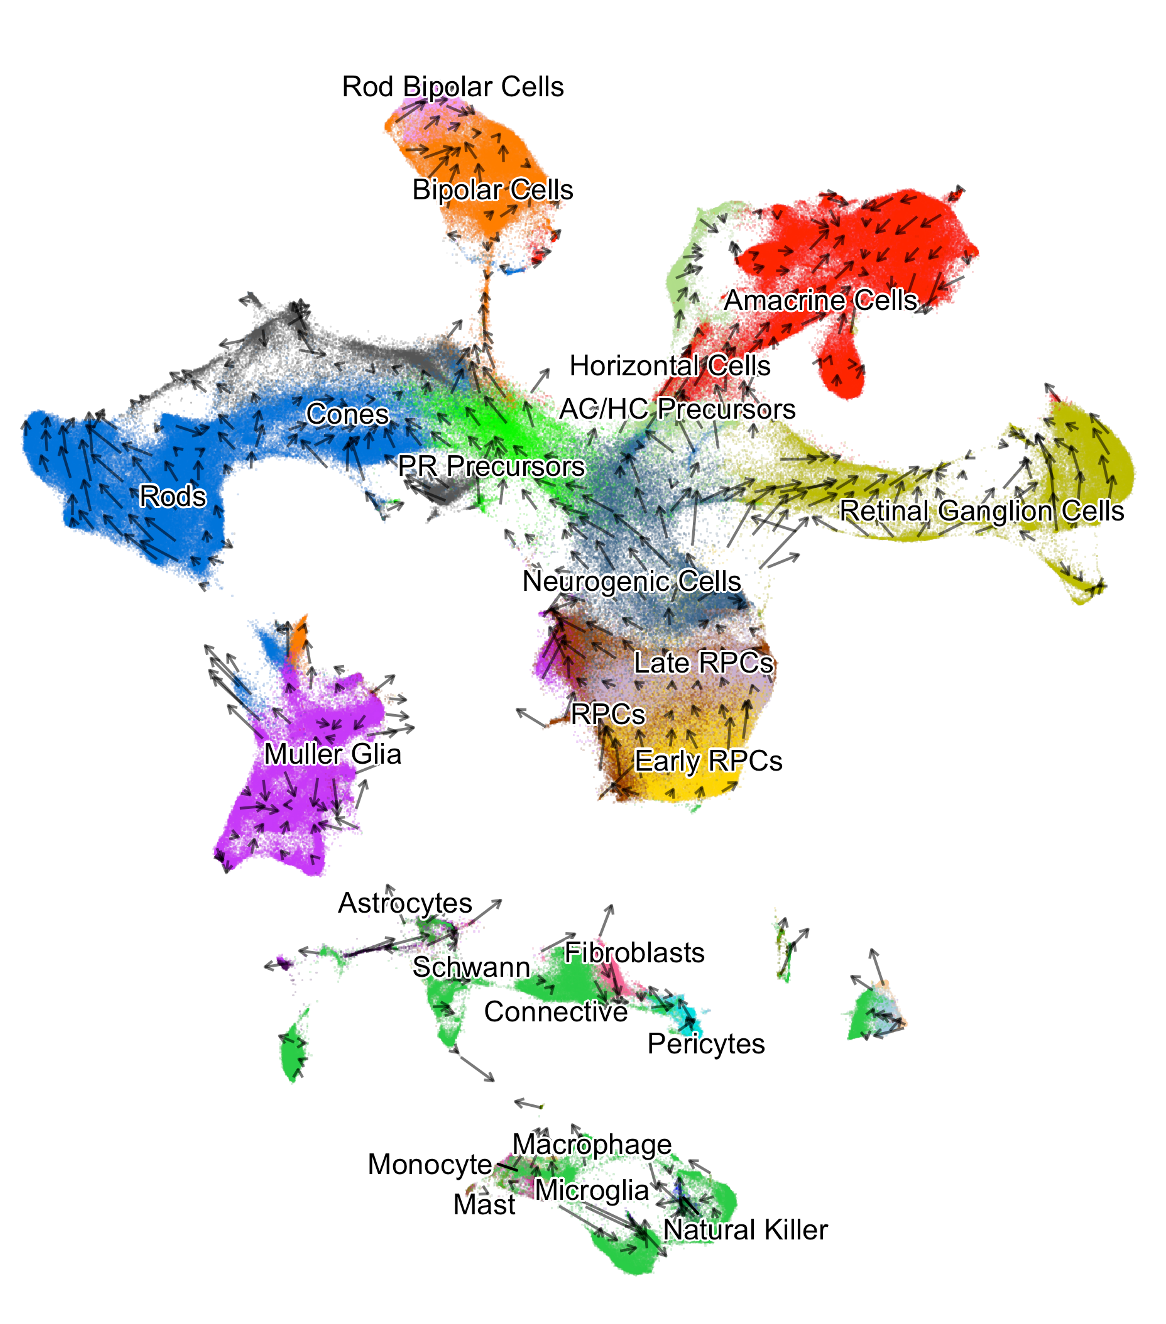 Rod Bipolar Cells
Bipolar Cells
Amacrine Cells
Horizontal Cells
AC/HC Precursors
Cones
PR Precursors
Rods
Retinal Ganglion Cells
Neurogenic Cells
Late RPCs
RPCs
Muller Glia
Early RPCs
Astrocytes
Fibroblasts
Schwann
Connective
Pericytes
Macrophage
Monocyte
Microglia
Mast
Natural Killer